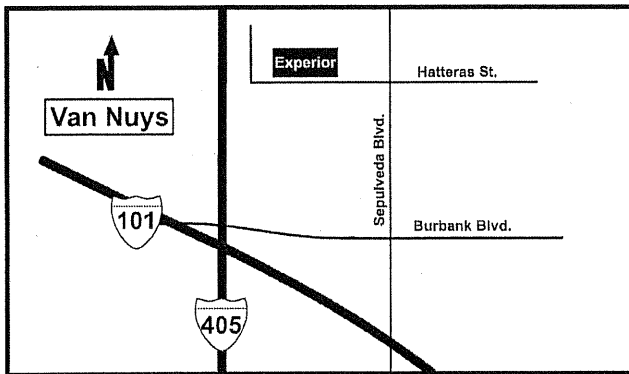 N
Van Nuys
Experior
Hatteras St.
Sepulveda Blvd.
101
Burbank Blvd.
405